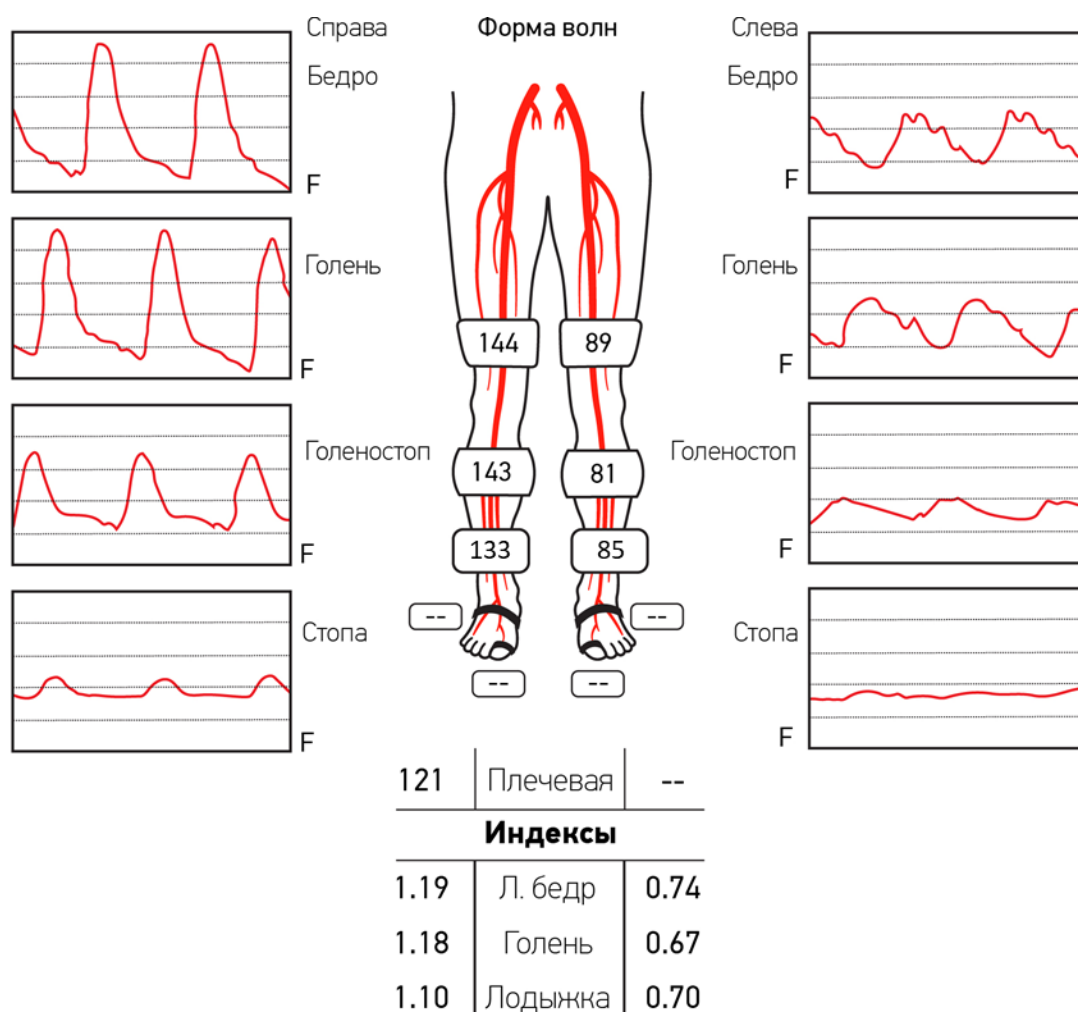 Справа
Форма волн
Слева
Бедро
Бедро
F
F
Голень
Голень
144
89
F
F
Голеностоп
Голеностоп
143
81
133
85
F
F
Стопа
Стопа
--
--
--
--
F
F
121 Плечевая --
Индексы
1.19 Л. бедр 0.74
1.18 Голень 0.67
1.10 Лодыжка 0.70